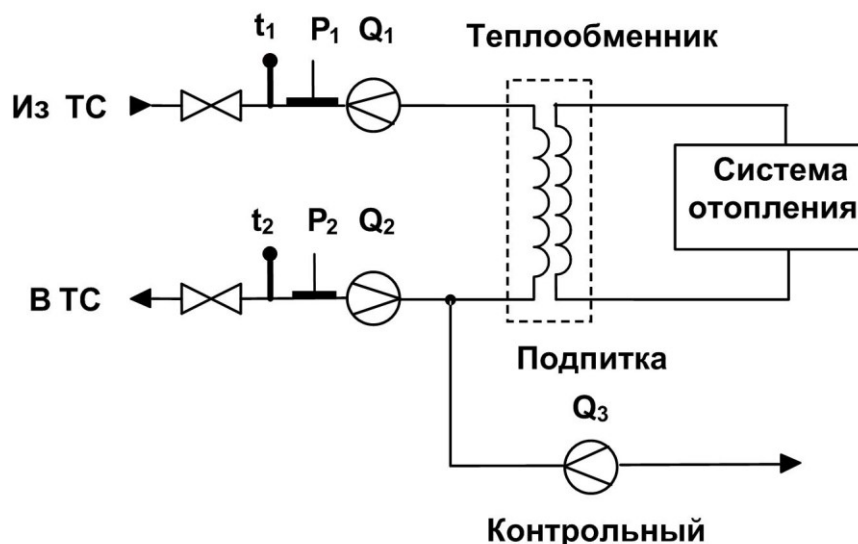 t₁ P₁ Q₁
Теплообменник
Из ТС
Система
отопления
t₂ P₂ Q₂
В ТС
Подпитка
Q₃
Контрольный